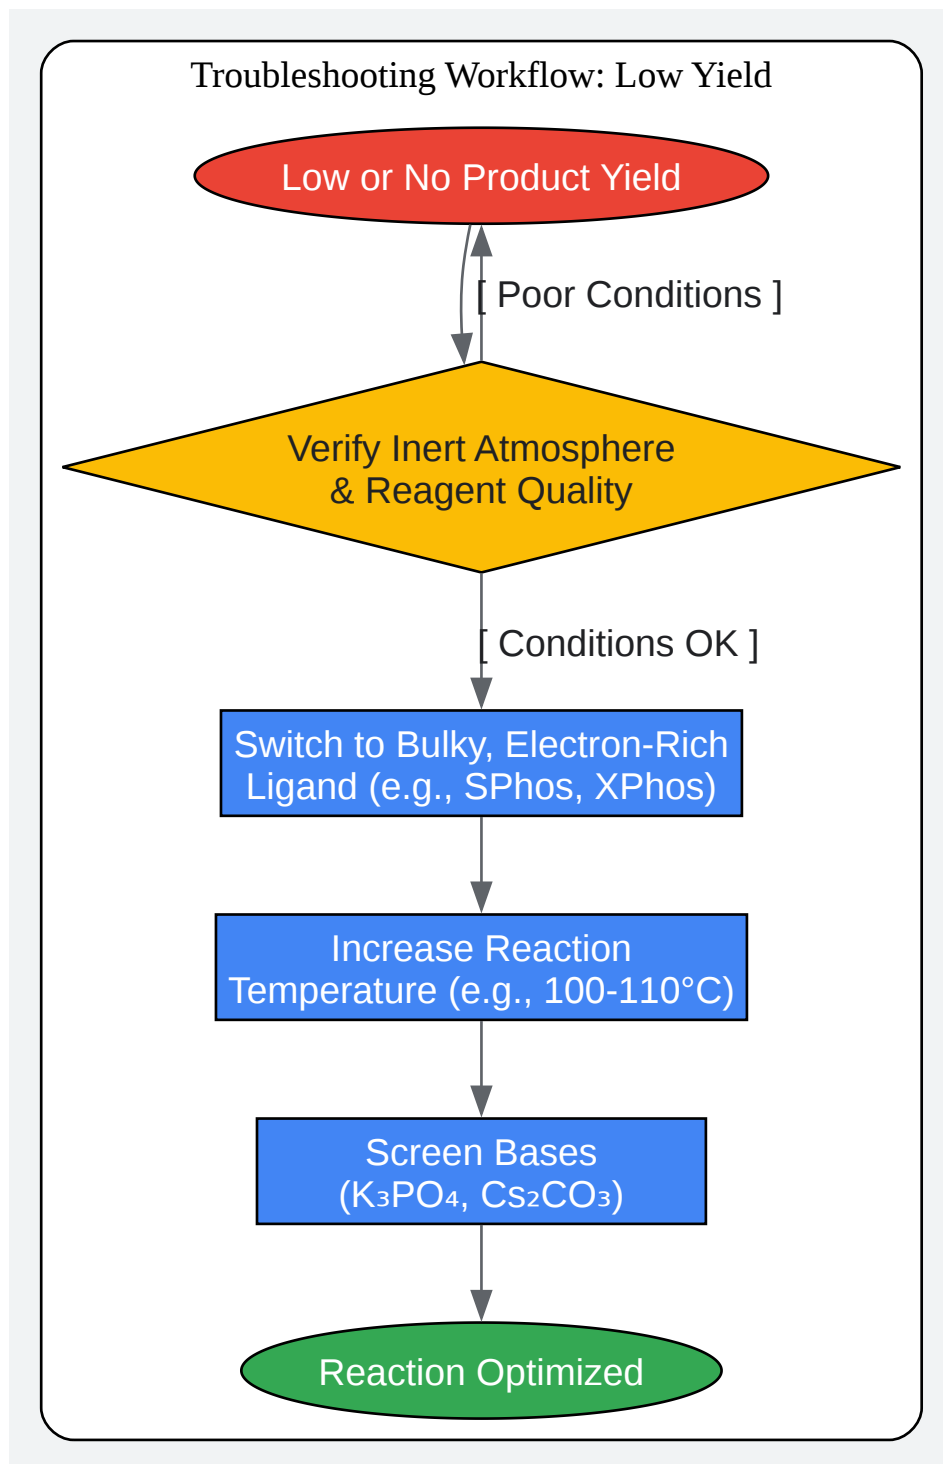 Troubleshooting Workflow: Low Yield
Low or No Product Yield
[ Poor Conditions ]
Verify Inert Atmosphere
& Reagent Quality
[ Conditions OK ]
Switch to Bulky, Electron-Rich
Ligand (e.g., SPhos, XPhos)
Increase Reaction
Temperature (e.g., 100-110°C)
Screen Bases
(K₃PO₄, Cs₂CO₃)
Reaction Optimized